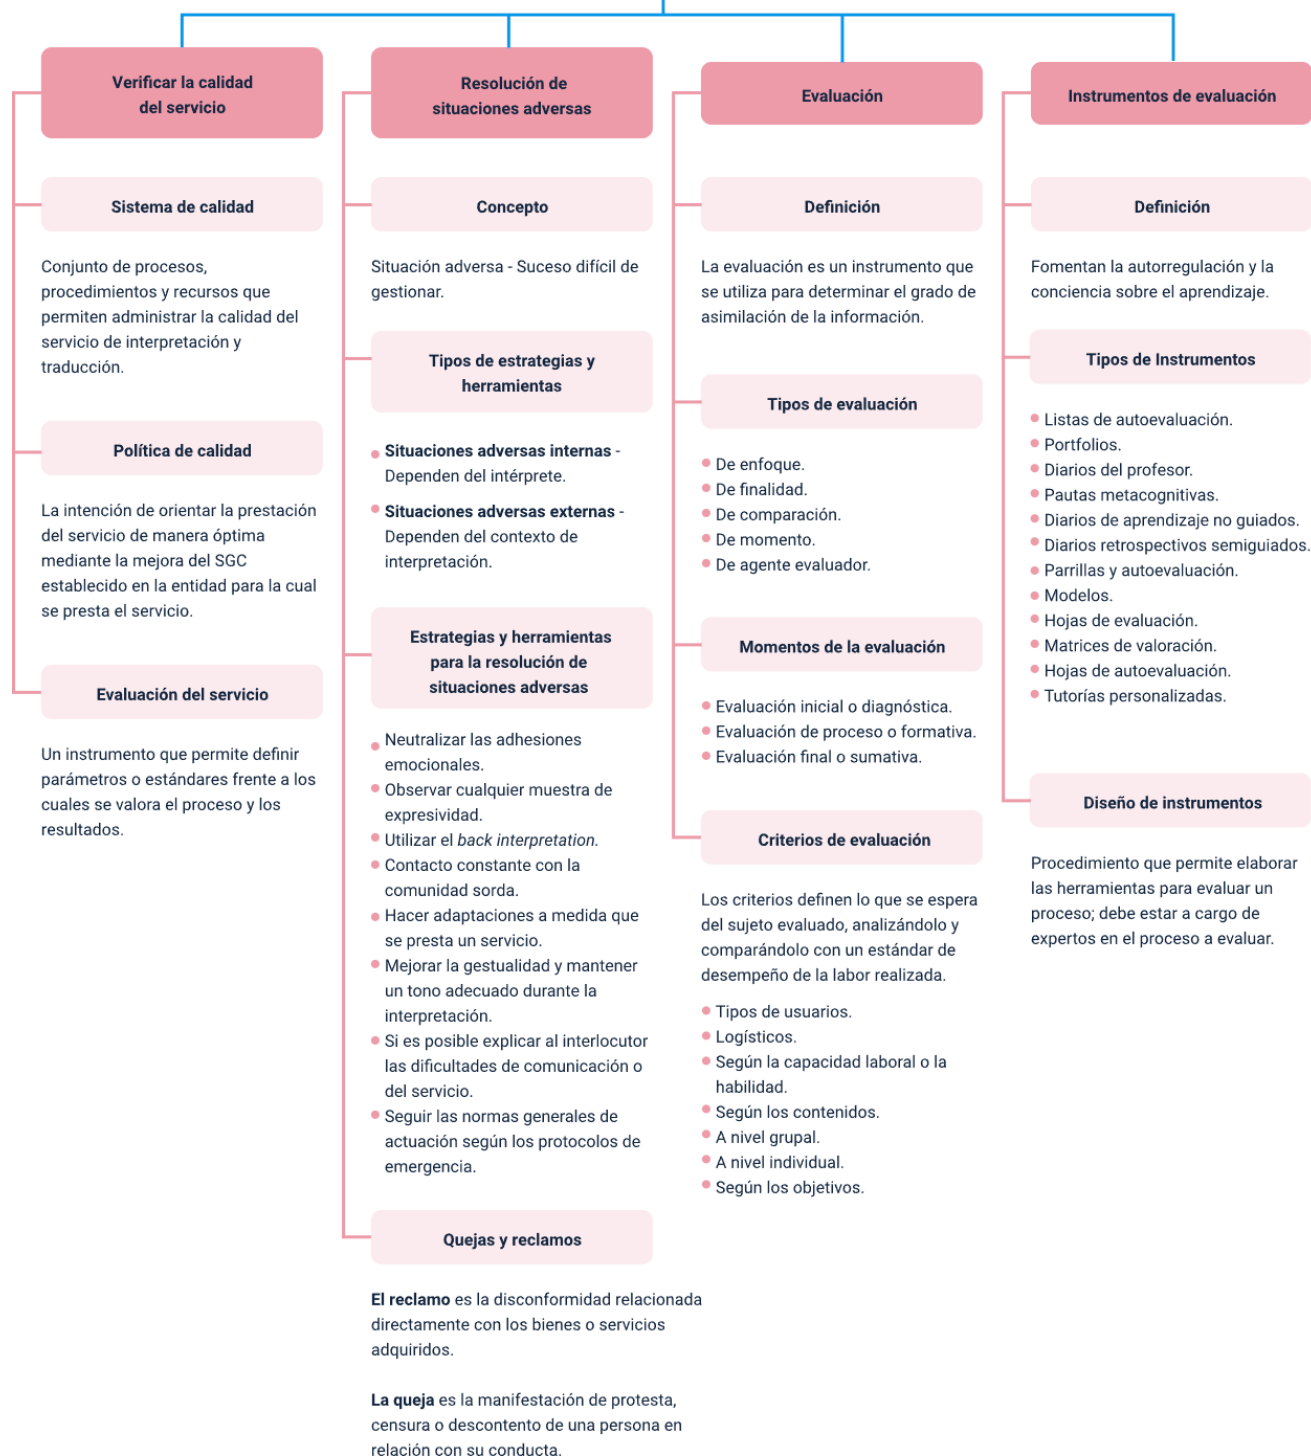 Verificar la calidad
del servicio
Sistema de calidad
Conjunto de procesos,
procedimientos y recursos que
permiten administrar la calidad del
servicio de interpretación y
traducción.
Política de calidad
La intención de orientar la prestación
del servicio de manera óptima
mediante la mejora del SGC
establecido en la entidad para la cual
se presta el servicio.
Evaluación del servicio
Un instrumento que permite definir
parámetros o estándares frente a los
cuales se valora el proceso y los
resultados.
Resolución de
situaciones adversas
Concepto
Situación adversa - Suceso difícil de
gestionar.
Tipos de estrategias y
herramientas
Situaciones adversas internas -
Dependen del intérprete.
Situaciones adversas externas -
Dependen del contexto de
interpretación.
Estrategias y herramientas
para la resolución de
situaciones adversas
Neutralizar las adhesiones
emocionales.
Observar cualquier muestra de
expresividad.
Utilizar el back interpretation.
Contacto constante con la
comunidad sorda.
Hacer adaptaciones a medida que
se presta un servicio.
Mejorar la gestualidad y mantener
un tono adecuado durante la
interpretación.
Si es posible explicar al interlocutor
las dificultades de comunicación o
del servicio.
Seguir las normas generales de
actuación según los protocolos de
emergencia.
Quejas y reclamos
El reclamo es la disconformidad relacionada
directamente con los bienes o servicios
adquiridos.
La queja es la manifestación de protesta,
censura o descontento de una persona en
relación con su conducta.
Evaluación
Definición
La evaluación es un instrumento que
se utiliza para determinar el grado de
asimilación de la información.
Tipos de evaluación
De enfoque.
De finalidad.
De comparación.
De momento.
De agente evaluador.
Momentos de la evaluación
Evaluación inicial o diagnóstica.
Evaluación de proceso o formativa.
Evaluación final o sumativa.
Criterios de evaluación
Los criterios definen lo que se espera
del sujeto evaluado, analizándolo y
comparándolo con un estándar de
desempeño de la labor realizada.
Tipos de usuarios.
Logísticos.
Según la capacidad laboral o la
habilidad.
Según los contenidos.
A nivel grupal.
A nivel individual.
Según los objetivos.
Instrumentos de evaluación
Definición
Fomentan la autorregulación y la
conciencia sobre el aprendizaje.
Tipos de Instrumentos
Listas de autoevaluación.
Portfolios.
Diarios del profesor.
Pautas metacognitivas.
Diarios de aprendizaje no guiados.
Diarios retrospectivos semiguiados.
Parrillas y autoevaluación.
Modelos.
Hojas de evaluación.
Matrices de valoración.
Hojas de autoevaluación.
Tutorías personalizadas.
Diseño de instrumentos
Procedimiento que permite elaborar
las herramientas para evaluar un
proceso; debe estar a cargo de
expertos en el proceso a evaluar.